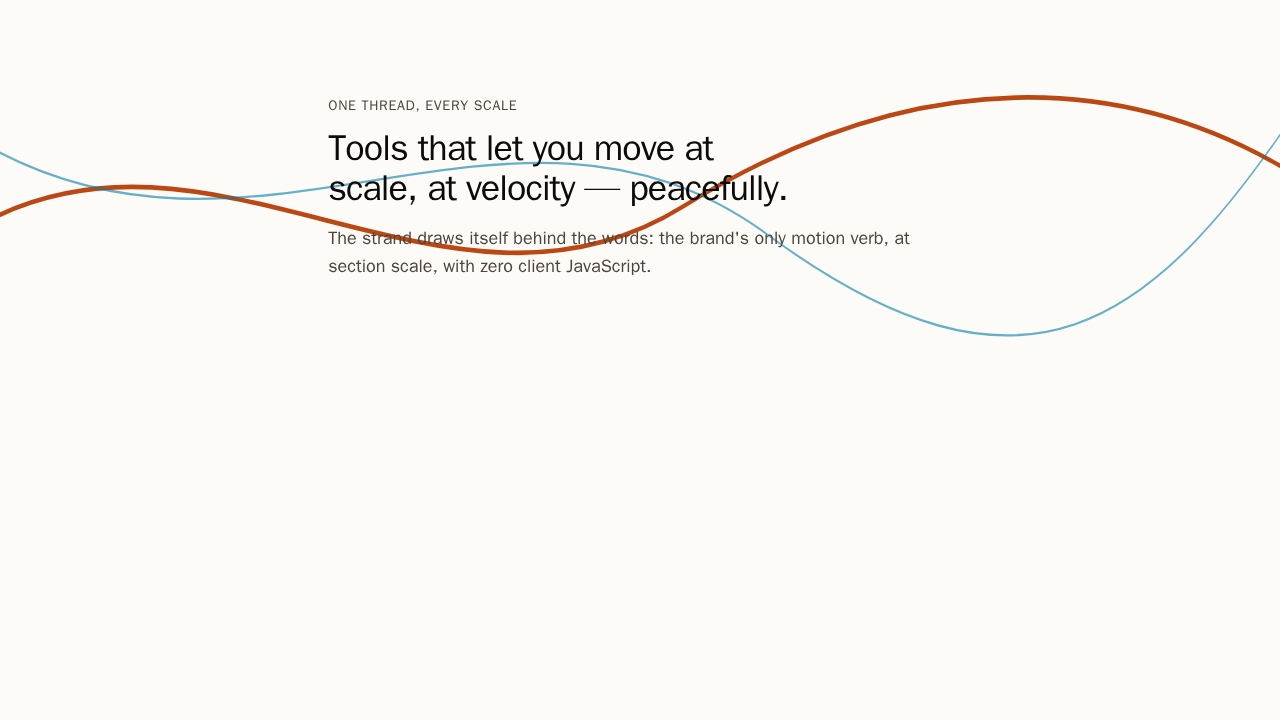 ONE THREAD, EVERY SCALE
Tools that let you move at
scale, at velocity — peacefully.
The strand draws itself behind the words: the brand's only motion verb, at
section scale, with zero client JavaScript.